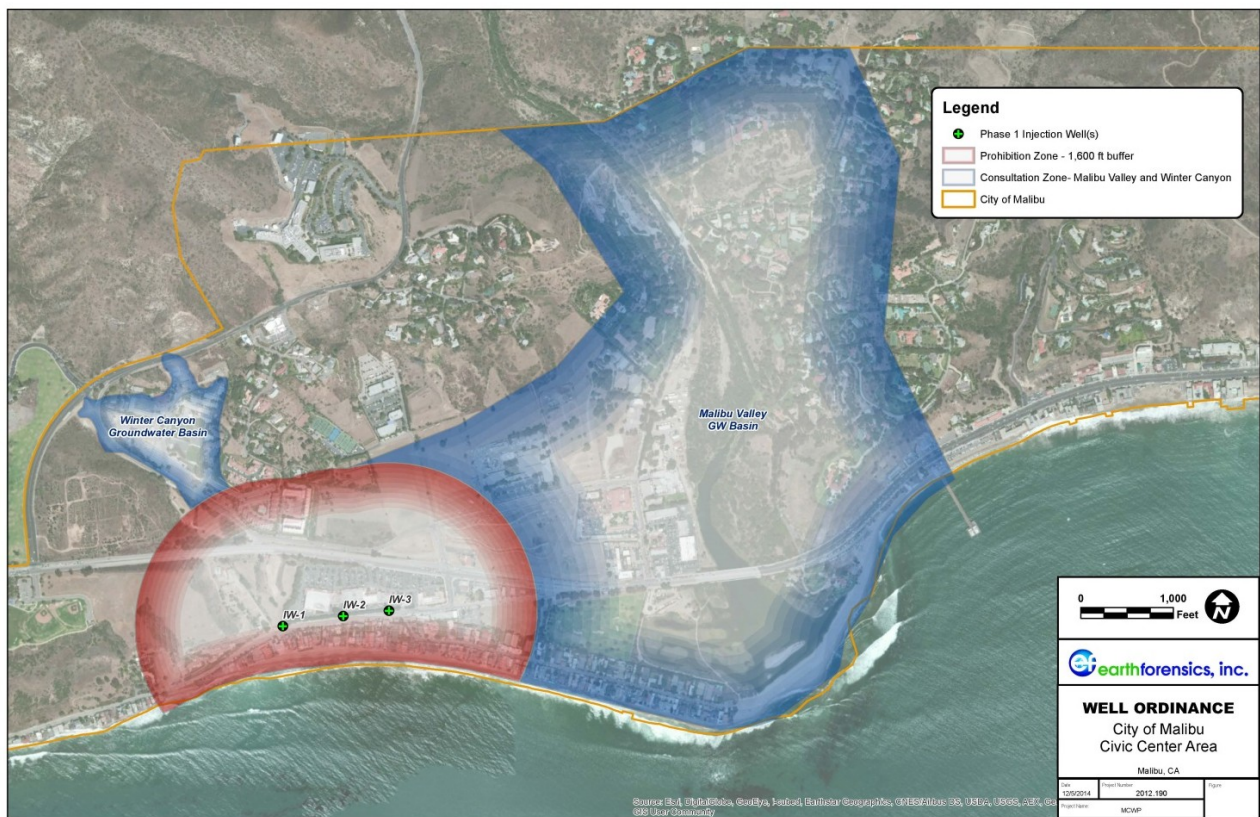 Legend
Phase 1 Injection Well(s)
Prohibition Zone - 1,600 ft buffer
Consultation Zone- Malibu Valley and Winter Canyon
City of Malibu
Winter Canyon
Groundwater Basin
Malibu Valley
GW Basin
IW-1
IW-2
IW-3
0 1,000
Feet
N
ef earthforensics, inc.
WELL ORDINANCE
City of Malibu
Civic Center Area
Malibu, CA
Date
12/5/2014
Project Number
2012.190
Figure
Project Name:
MCWP
Source: Esri, DigitalGlobe, GeoEye, i-cubed, Earthstar Geographics, CNES/Airbus DS, USDA, USGS, AEX, Ge
GIS User Community